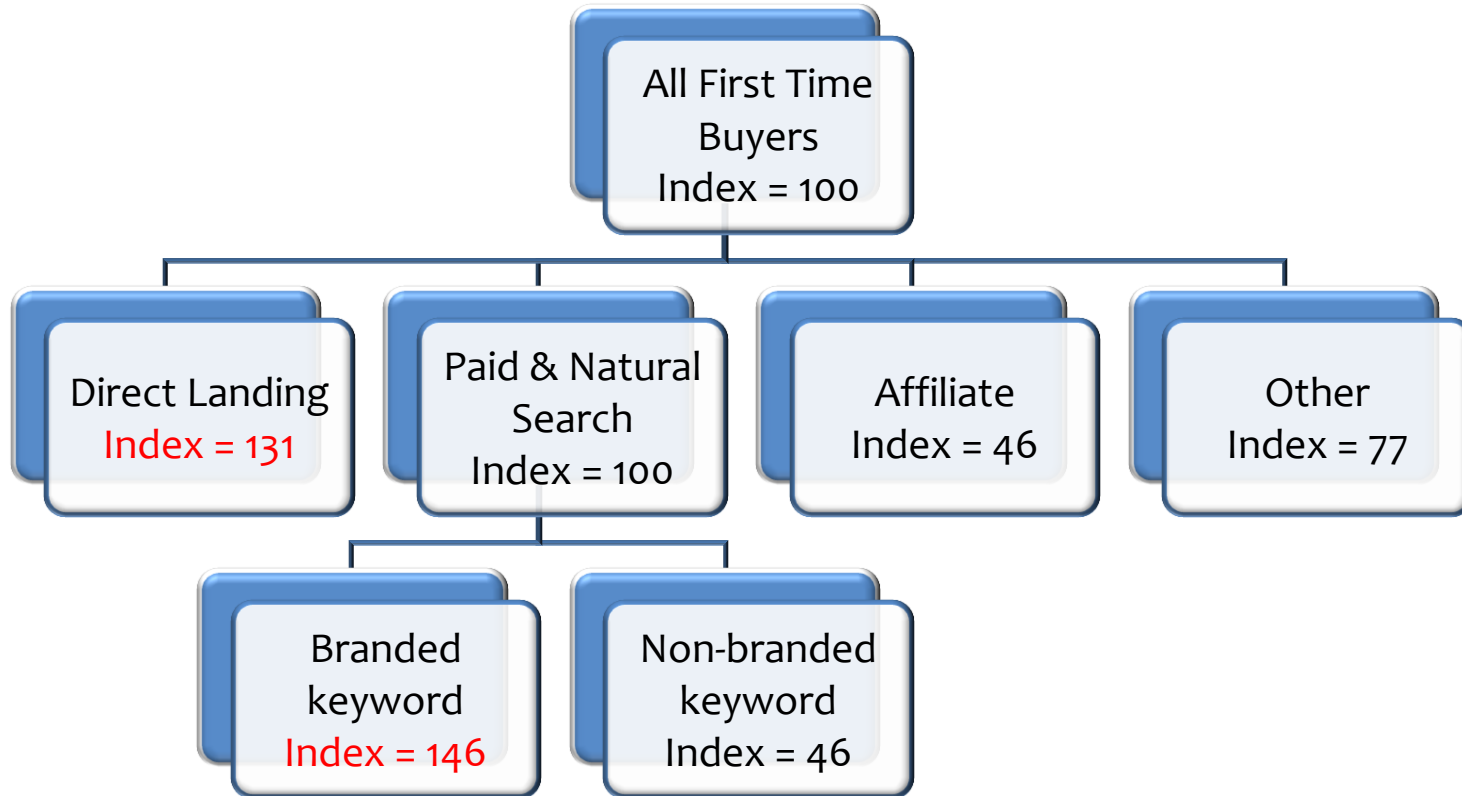 All First Time
Buyers
Index = 100
Direct Landing
Index = 131
Paid & Natural
Search
Index = 100
Affiliate
Index = 46
Other
Index = 77
Branded
keyword
Index = 146
Non-branded
keyword
Index = 46